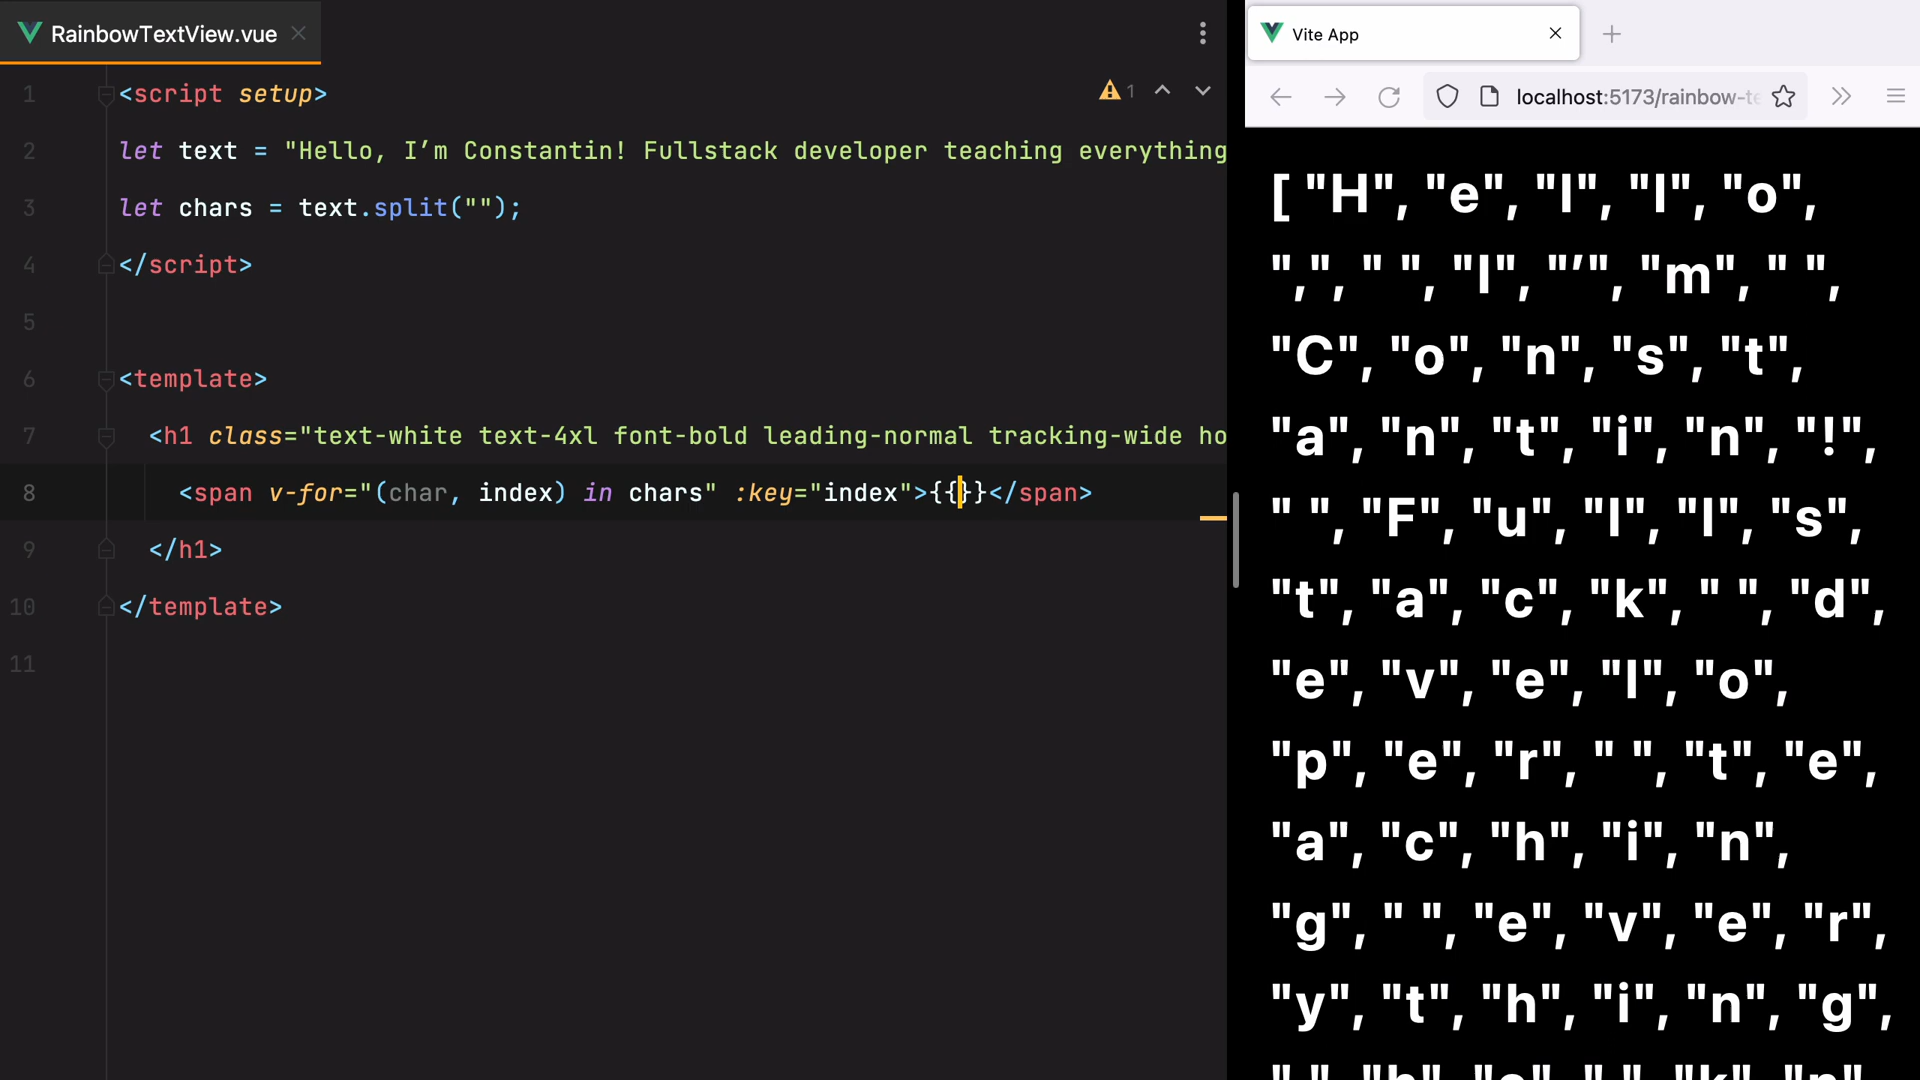 RainbowTextView.vue
1 <script setup>
2 let text = "Hello, I’m Constantin! Fullstack developer teaching everything
3 let chars = text.split("");
4 </script>
5
6 <template>
7 <h1 class="text-white text-4xl font-bold leading-normal tracking-wide ho
8 <span v-for="(char, index) in chars" :key="index">{{}}</span>
9 </h1>
10 </template>
11
1
Vite App
localhost:5173/rainbow-te
[ "H", "e", "l", "l", "o",
",", " ", "I", "’", "m", " ",
"C", "o", "n", "s", "t",
"a", "n", "t", "i", "n", "!",
" ", "F", "u", "l", "l", "s",
"t", "a", "c", "k", " ", "d",
"e", "v", "e", "l", "o",
"p", "e", "r", " ", "t", "e",
"a", "c", "h", "i", "n",
"g", " ", "e", "v", "e", "r",
"y", "t", "h", "i", "n", "g",